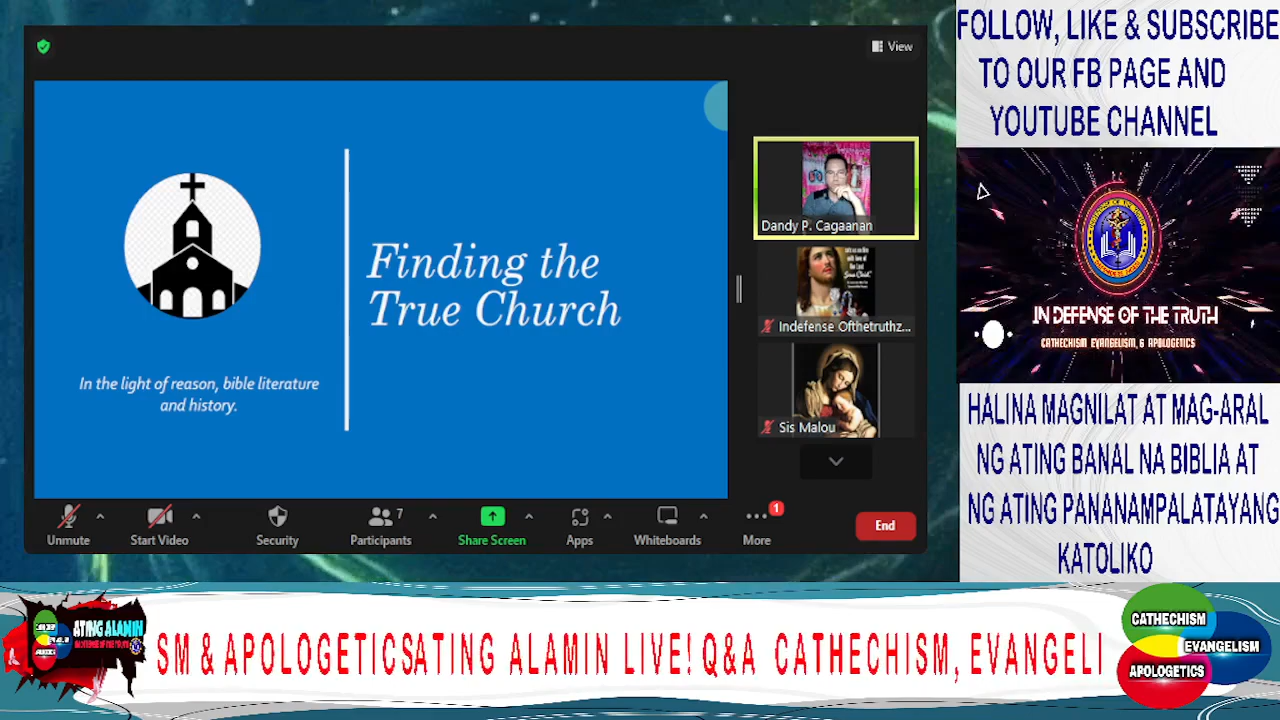 View
Finding the
True Church
In the light of reason, bible literature
and history.
Dandy P. Cagaanan
Indefense Ofthetruthz...
Sis Malou
Unmute
Start Video
Security
7
Participants
Share Screen
Apps
Whiteboards
1
More
End
FOLLOW, LIKE & SUBSCRIBE
TO OUR FB PAGE AND
YOUTUBE CHANNEL
IN DEFENSE OF THE TRUTH
CATHECHISM EVANGELISM, & APOLOGETICS
HALINA MAGNILAT AT MAG-ARAL
NG ATING BANAL NA BIBLIA AT
NG ATING PANANAMPALATAYANG
KATOLIKO
ATING ALAMIN
SM & APOLOGETICSATING ALAMIN LIVE! Q&A CATHECHISM, EVANGELI
CATHECHISM
EVANGELISM
APOLOGETICS